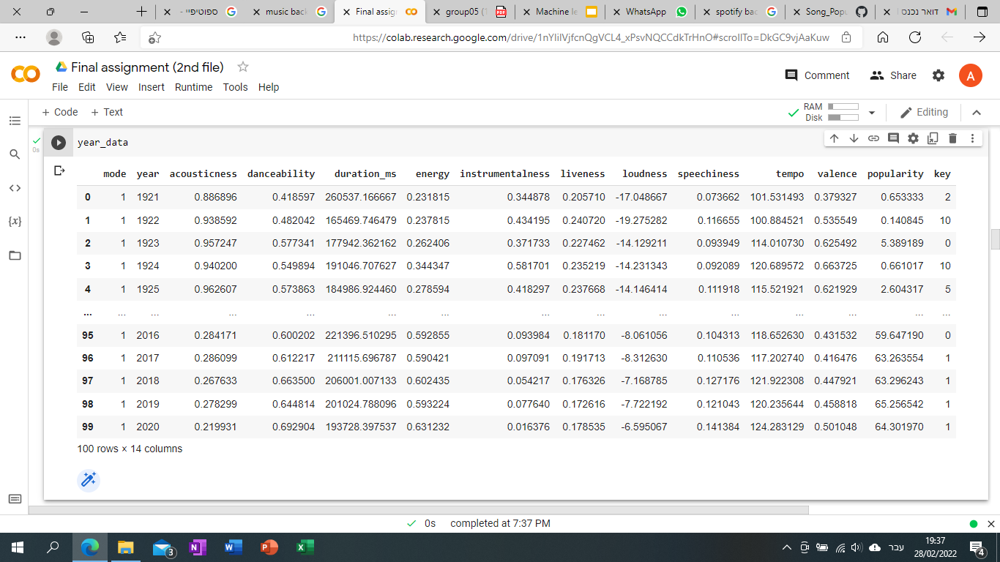 ספוטיפיי -
music back
Final assign
group05 (1
PDF
Machine le
WhatsApp
spotify bac
Song_Popu
דואר נכנס (
https://colab.research.google.com/drive/1nYIilVjfcnQgVCL4_xPsvNQCCdkTrHnO#scrollTo=DkGC9vjAaKuw
Final assignment (2nd file)
File Edit View Insert Runtime Tools Help
Comment Share A
+ Code + Text
RAM
Disk
Editing
0s
year_data
mode year acousticness danceability duration_ms energy instrumentalness liveness loudness speechiness tempo valence popularity key
0 1 1921 0.886896 0.418597 260537.166667 0.231815 0.344878 0.205710 -17.048667 0.073662 101.531493 0.379327 0.653333 2
1 1 1922 0.938592 0.482042 165469.746479 0.237815 0.434195 0.240720 -19.275282 0.116655 100.884521 0.535549 0.140845 10
2 1 1923 0.957247 0.577341 177942.362162 0.262406 0.371733 0.227462 -14.129211 0.093949 114.010730 0.625492 5.389189 0
3 1 1924 0.940200 0.549894 191046.707627 0.344347 0.581701 0.235219 -14.231343 0.092089 120.689572 0.663725 0.661017 10
4 1 1925 0.962607 0.573863 184986.924460 0.278594 0.418297 0.237668 -14.146414 0.111918 115.521921 0.621929 2.604317 5
... ... ... ... ... ... ... ... ... ... ... ... ... ... ...
95 1 2016 0.284171 0.600202 221396.510295 0.592855 0.093984 0.181170 -8.061056 0.104313 118.652630 0.431532 59.647190 0
96 1 2017 0.286099 0.612217 211115.696787 0.590421 0.097091 0.191713 -8.312630 0.110536 117.202740 0.416476 63.263554 1
97 1 2018 0.267633 0.663500 206001.007133 0.602435 0.054217 0.176326 -7.168785 0.127176 121.922308 0.447921 63.296243 1
98 1 2019 0.278299 0.644814 201024.788096 0.593224 0.077640 0.172616 -7.722192 0.121043 120.235644 0.458818 65.256542 1
99 1 2020 0.219931 0.692904 193728.397537 0.631232 0.016376 0.178535 -6.595067 0.141384 124.283129 0.501048 64.301970 1
100 rows × 14 columns
{x}
0s completed at 7:37 PM
3
עבר
19:37
28/02/2022
4